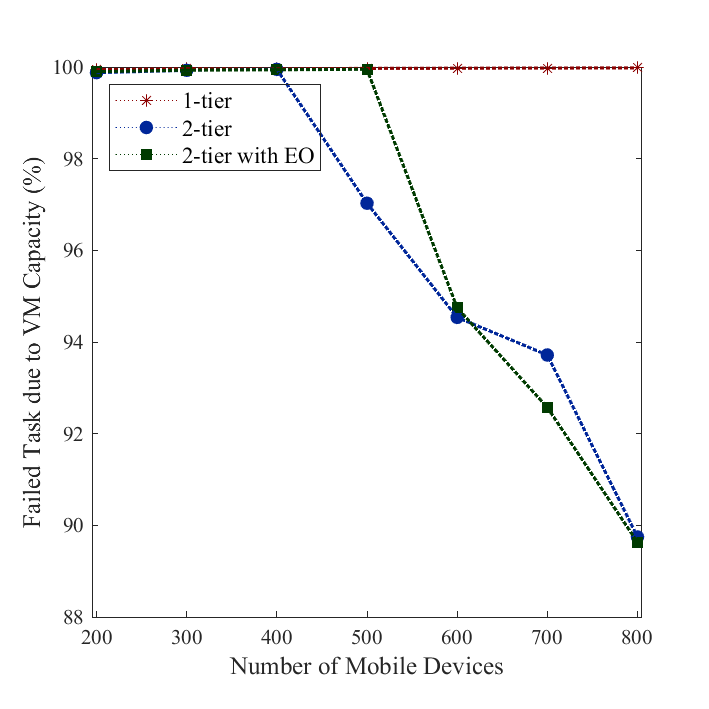 100
98
96
94
92
90
88
Failed Task due to VM Capacity (%)
1-tier
2-tier
2-tier with EO
200 300 400 500 600 700 800
Number of Mobile Devices